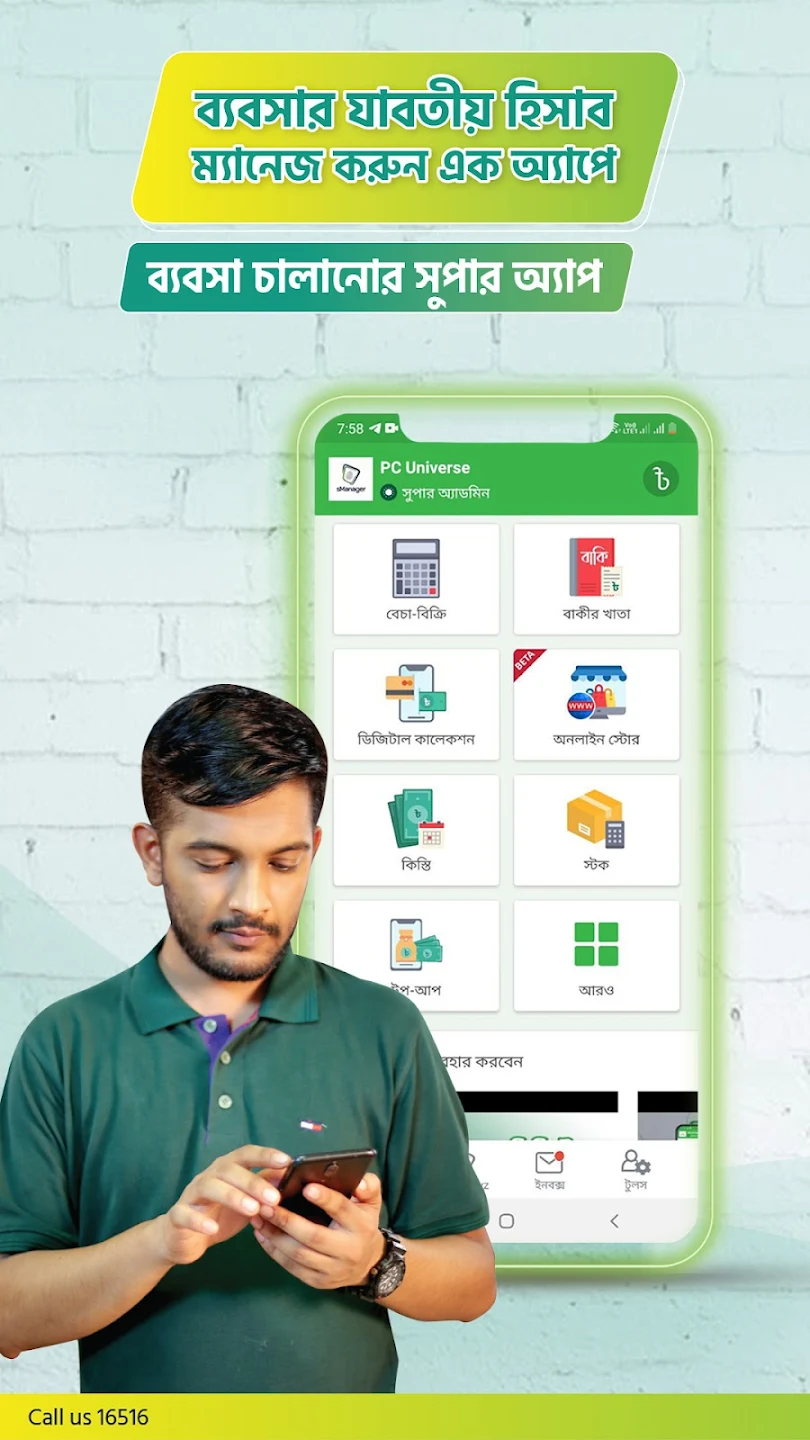 ব্যবসার যাবতীয় হিসাব
ম্যানেজ করুন এক অ্যাপে
ব্যবসা চালানোর সুপার অ্যাপ
7:58
PC Universe
sManager
সুপার অ্যাডমিন
বাকি
বেচা-বিক্রি
বাকীর খাতা
BETA
WWW
ডিজিটাল কালেকশন
অনলাইন স্টোর
কিস্তি
স্টক
টপ-আপ
আরও
করবেন
ইনবক্স
টুলস
Call us 16516